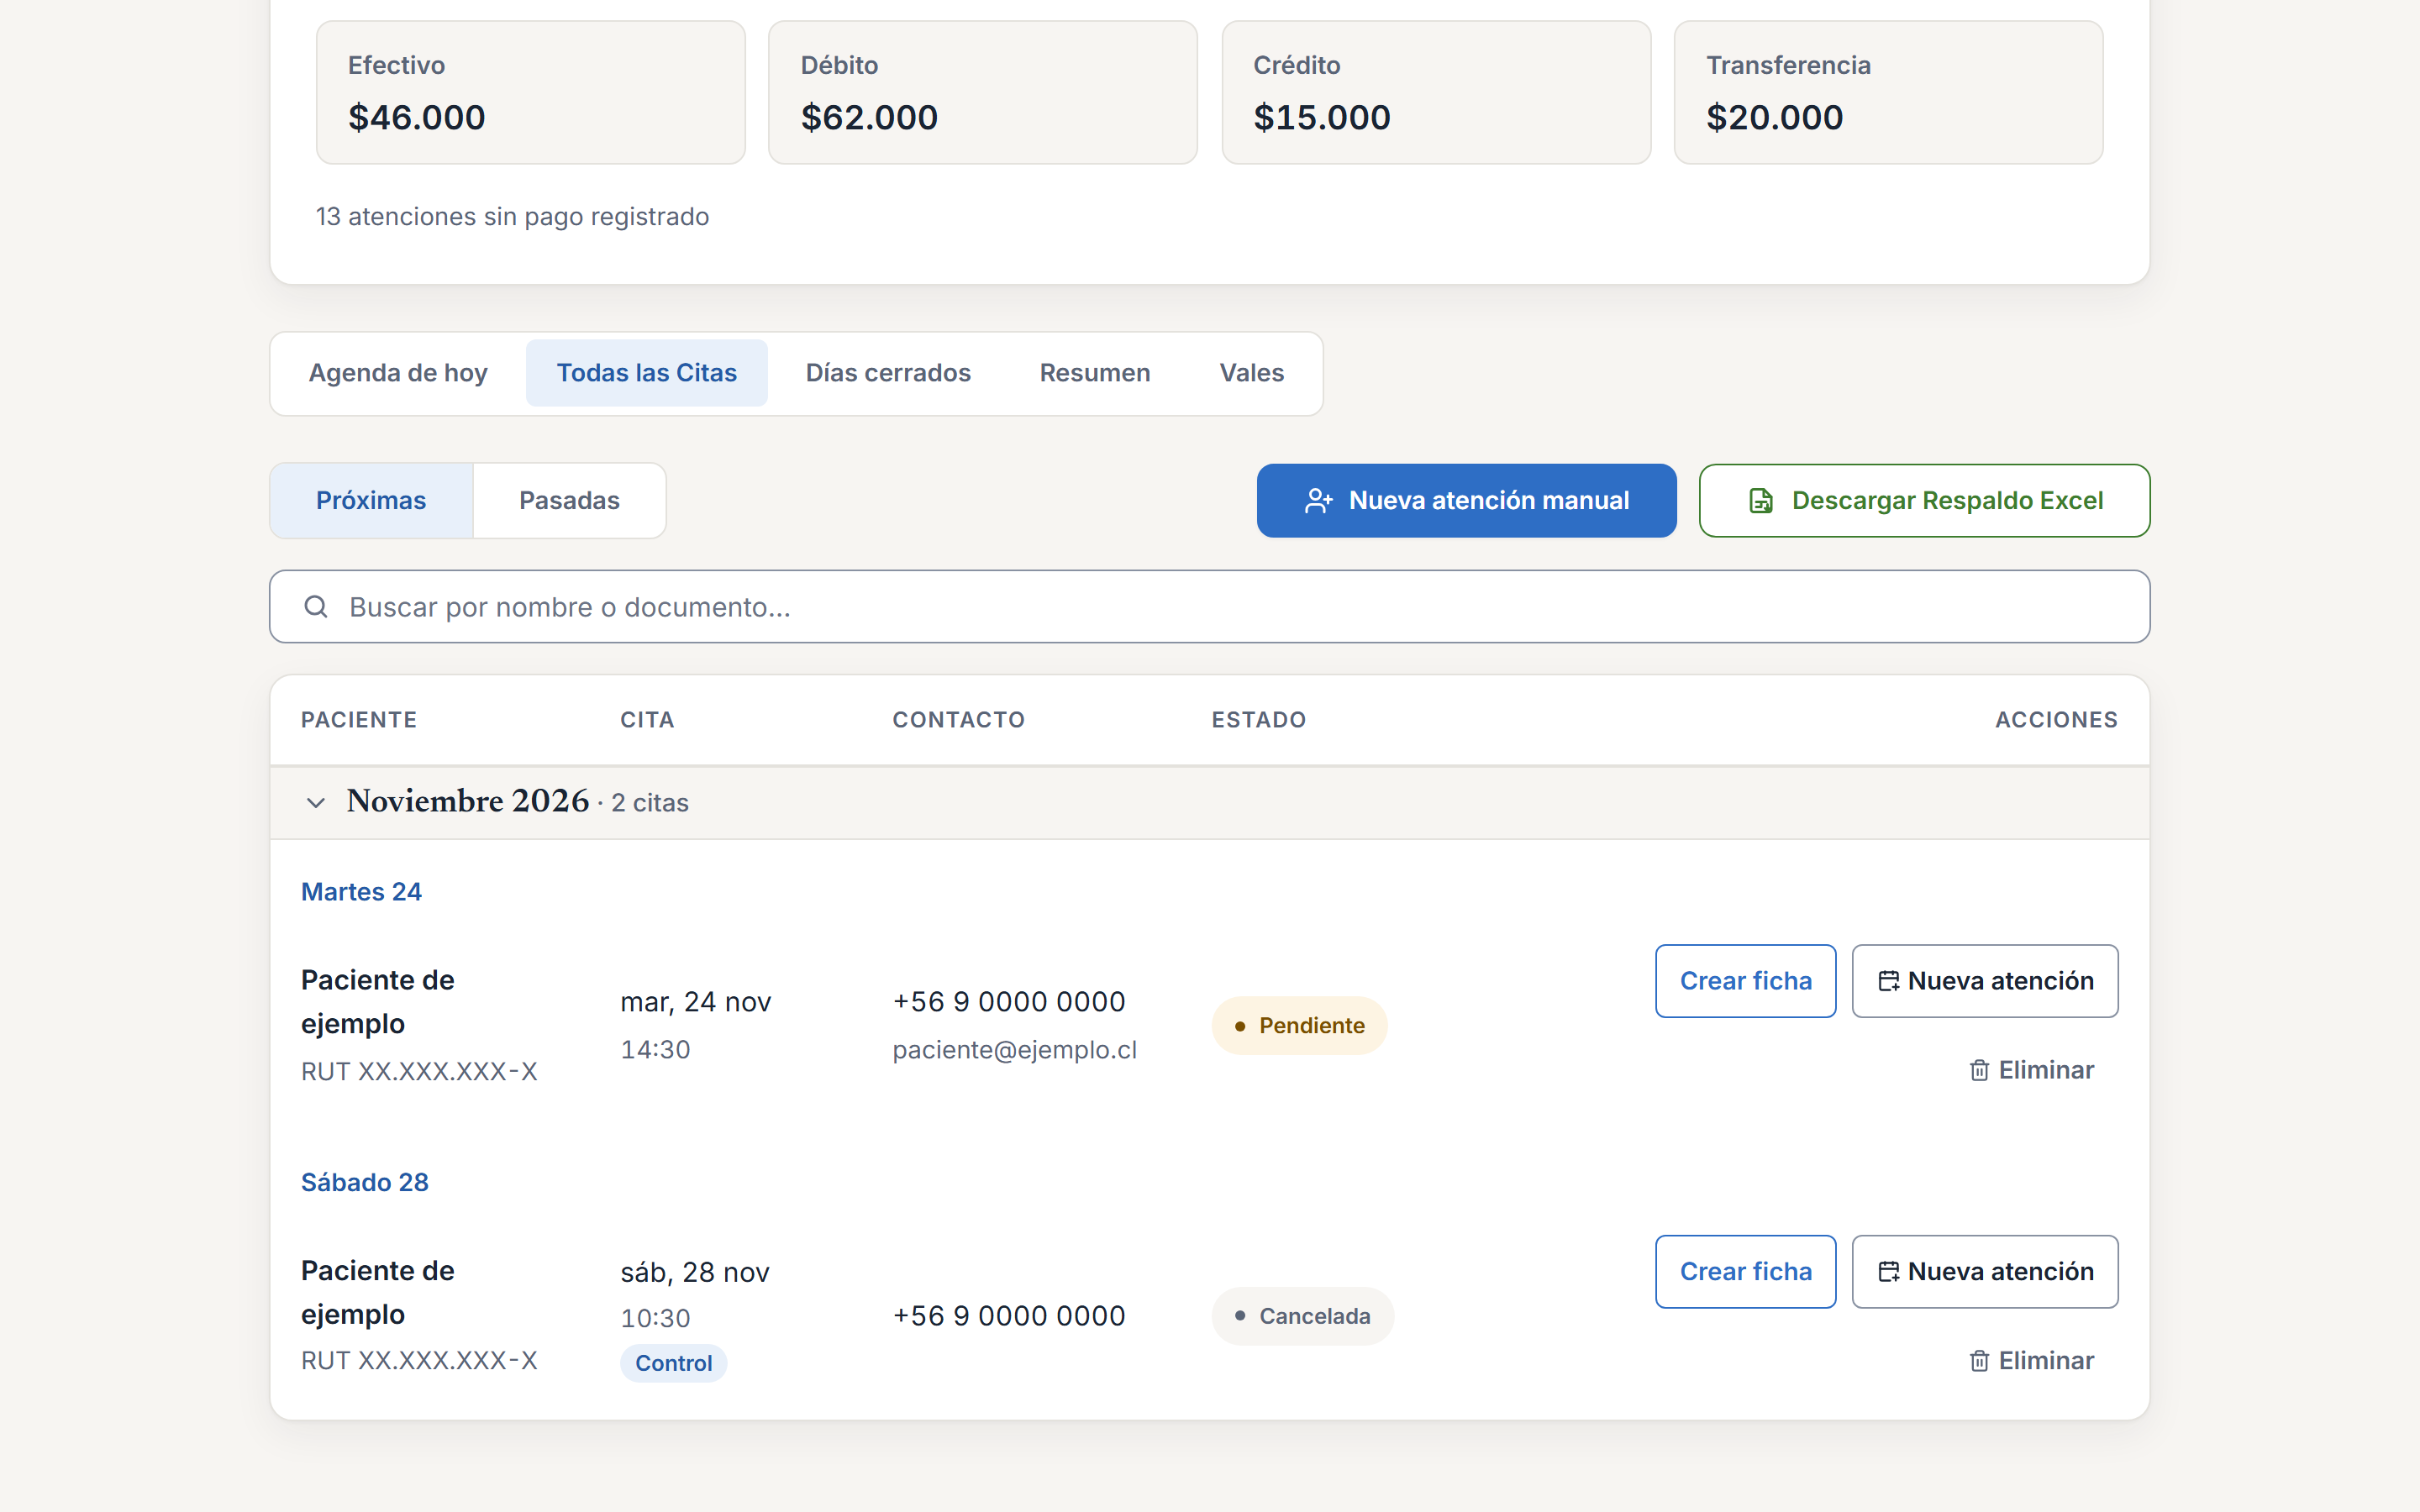 Efectivo
$46.000
Débito
$62.000
Crédito
$15.000
Transferencia
$20.000
13 atenciones sin pago registrado
Agenda de hoy
Todas las Citas
Días cerrados
Resumen
Vales
Próximas
Pasadas
Nueva atención manual
Descargar Respaldo Excel
Buscar por nombre o documento...
PACIENTE
CITA
CONTACTO
ESTADO
ACCIONES
Noviembre 2026 · 2 citas
Martes 24
Paciente de
ejemplo
RUT XX.XXX.XXX-X
mar, 24 nov
14:30
+56 9 0000 0000
paciente@ejemplo.cl
Pendiente
Crear ficha
Nueva atención
Eliminar
Sábado 28
Paciente de
ejemplo
RUT XX.XXX.XXX-X
sáb, 28 nov
10:30
Control
+56 9 0000 0000
Cancelada
Crear ficha
Nueva atención
Eliminar